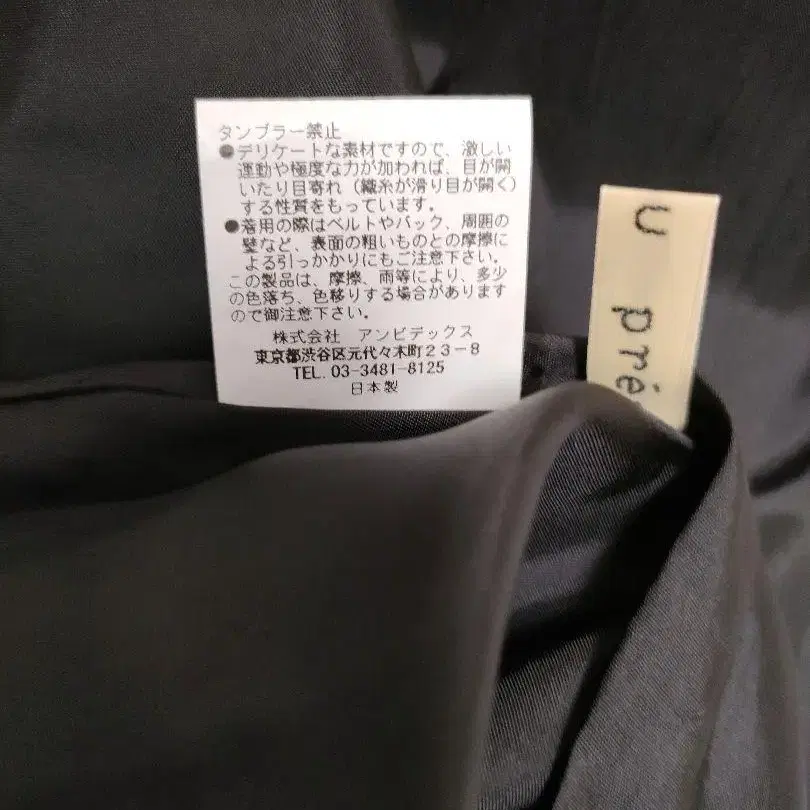 タンブラー禁止
●デリケートな素材ですので、激しい
運動や極度な力が加われば、目が開
いたり目寄れ（織糸が滑り目が開く）
する性質をもっています。
●着用の際はベルトやバック、周囲の
壁など、表面の粗いものとの摩擦に
よる引っかかりにもご注意下さい。
この製品は、摩擦、雨等により、多少
の色落ち、色移りする場合があります
ので御注意下さい。
株式会社 アンビデックス
東京都渋谷区元代々木町23-8
TEL. 03-3481-8125
日本製
u pré